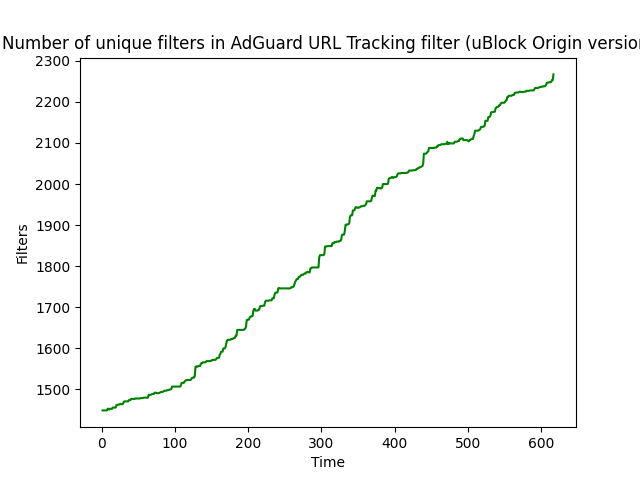 Number of unique filters in AdGuard URL Tracking filter (uBlock Origin version
2300
2200
2100
2000
1900
1800
1700
1600
1500
Filters
0 100 200 300 400 500 600
Time